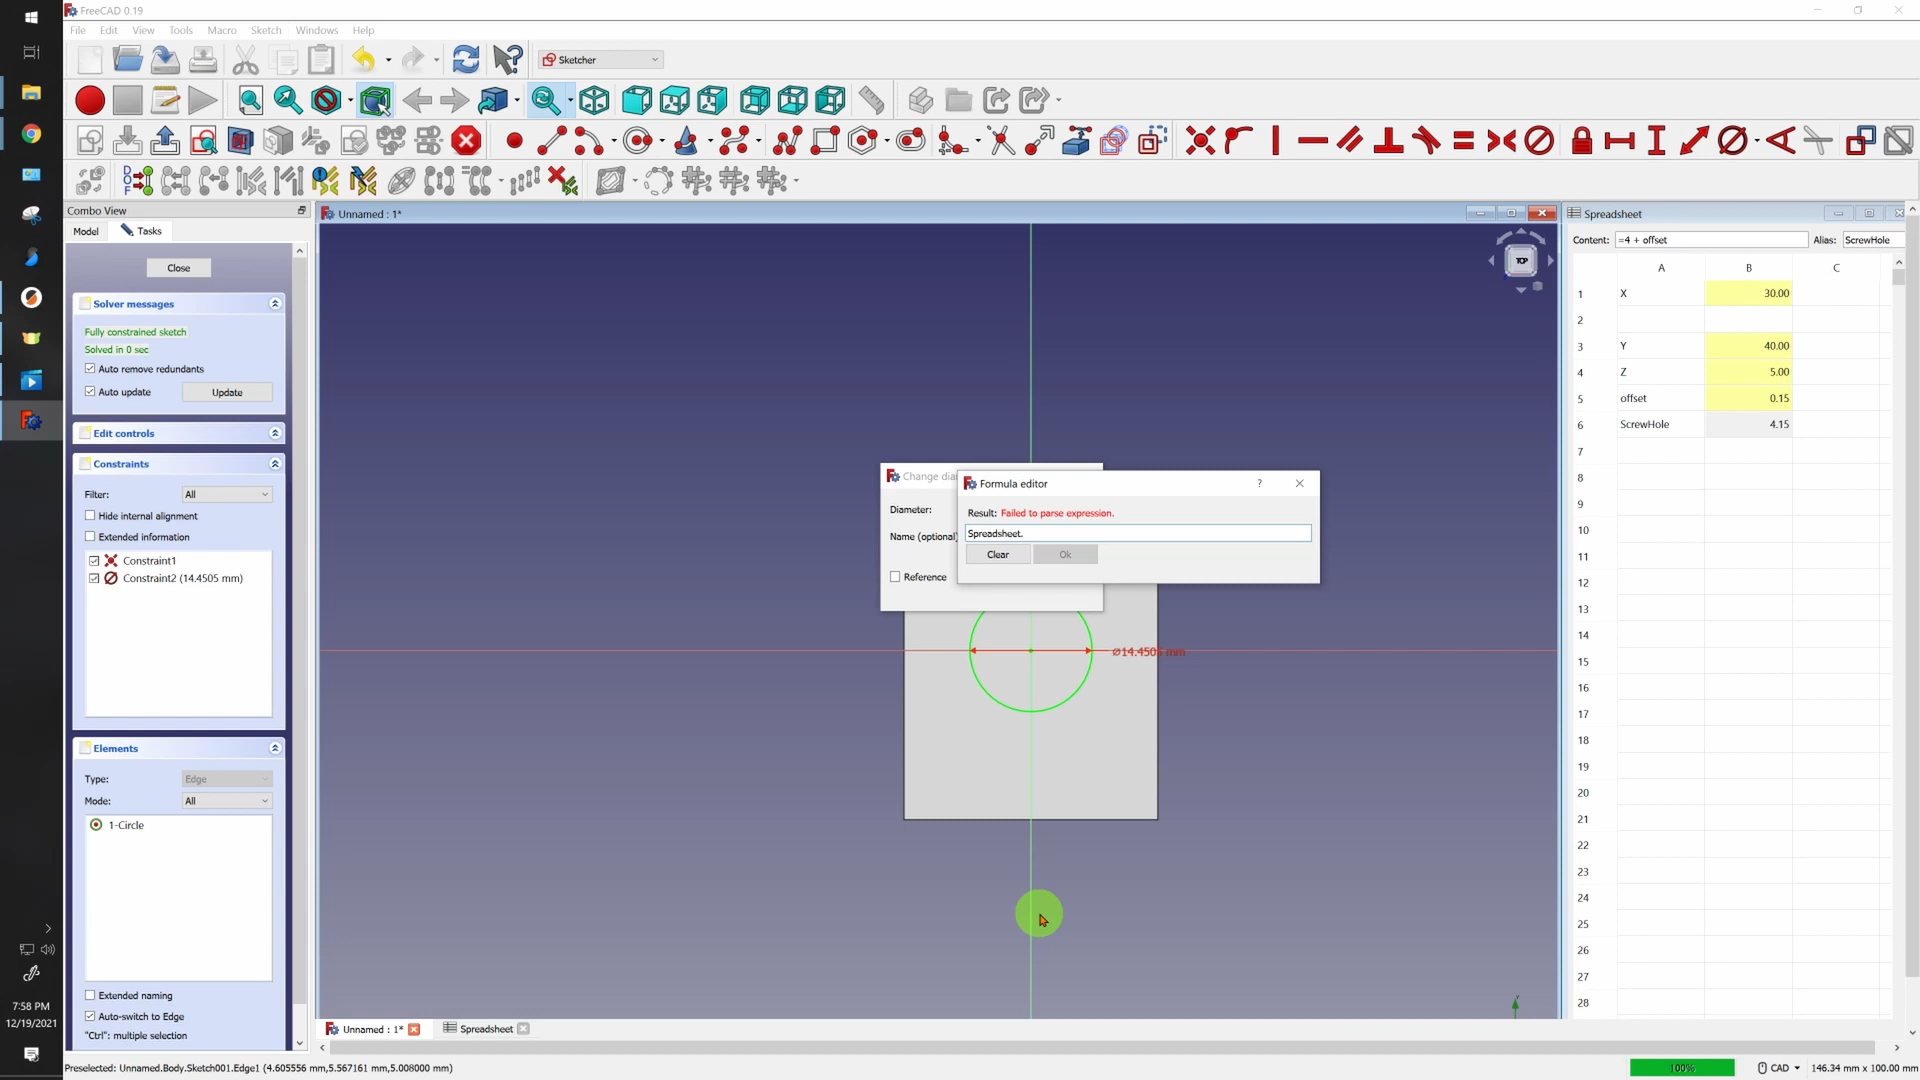 FreeCAD 0.19
File Edit View Tools Macro Sketch Windows Help
Sketcher
Combo View
Model Tasks
Close
Solver messages
Fully constrained sketch
Solved in 0 sec
Auto remove redundants
Auto update Update
Edit controls
Constraints
Filter: All
Hide internal alignment
Extended information
Constraint1
Constraint2 (14.4505 mm)
Elements
Type: Edge
Mode: All
1-Circle
Extended naming
Auto-switch to Edge
"Ctrl": multiple selection
Unnamed : 1*
TOP
Change dia
Diameter:
Name (optional)
Reference
Formula editor
?
Result: Failed to parse expression.
Spreadsheet.
Clear Ok
⌀14.4505 mm
Unnamed : 1* Spreadsheet
Spreadsheet
Content: =4 + offset Alias: ScrewHole
A B C
1 X 30.00
2
3 Y 40.00
4 Z 5.00
5 offset 0.15
6 ScrewHole 4.15
7
8
9
10
11
12
13
14
15
16
17
18
19
20
21
22
23
24
25
26
27
28
7:58 PM
12/19/2021
Preselected: Unnamed.Body.Sketch001.Edge1 (4.605556 mm,5.567161 mm,5.008000 mm)
100% CAD 146.34 mm x 100.00 mm